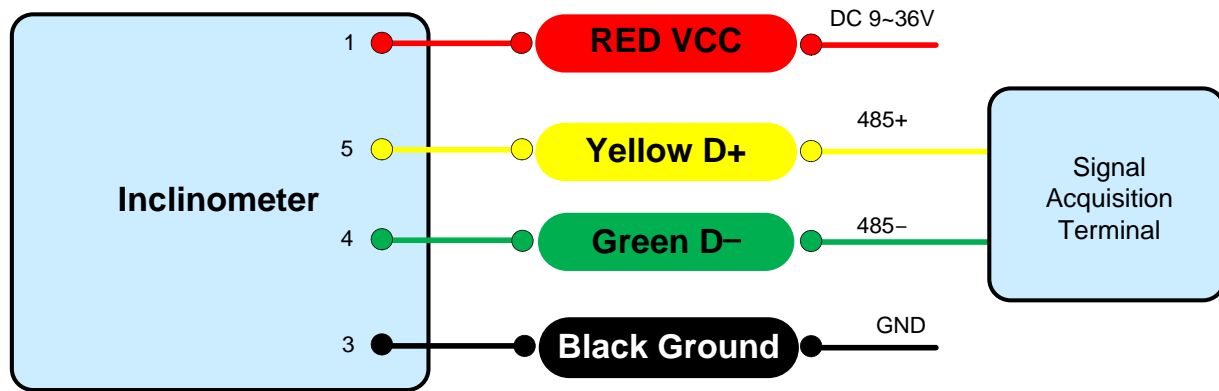 1
RED VCC
DC 9~36V
5
Yellow D+
485+
Inclinometer
4
Green D−
485−
Signal
Acquisition
Terminal
3
Black Ground
GND